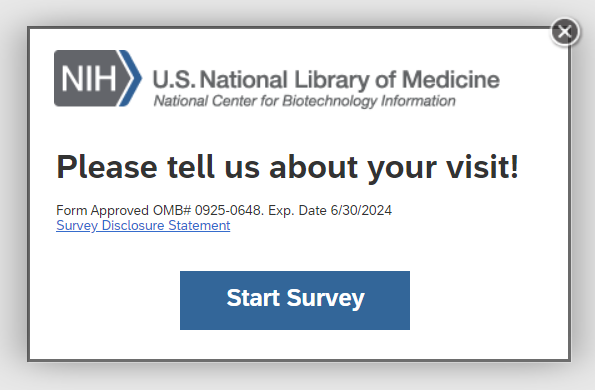 NIH
U.S. National Library of Medicine
National Center for Biotechnology Information
Please tell us about your visit!
Form Approved OMB# 0925-0648. Exp. Date 6/30/2024
Survey Disclosure Statement
Start Survey